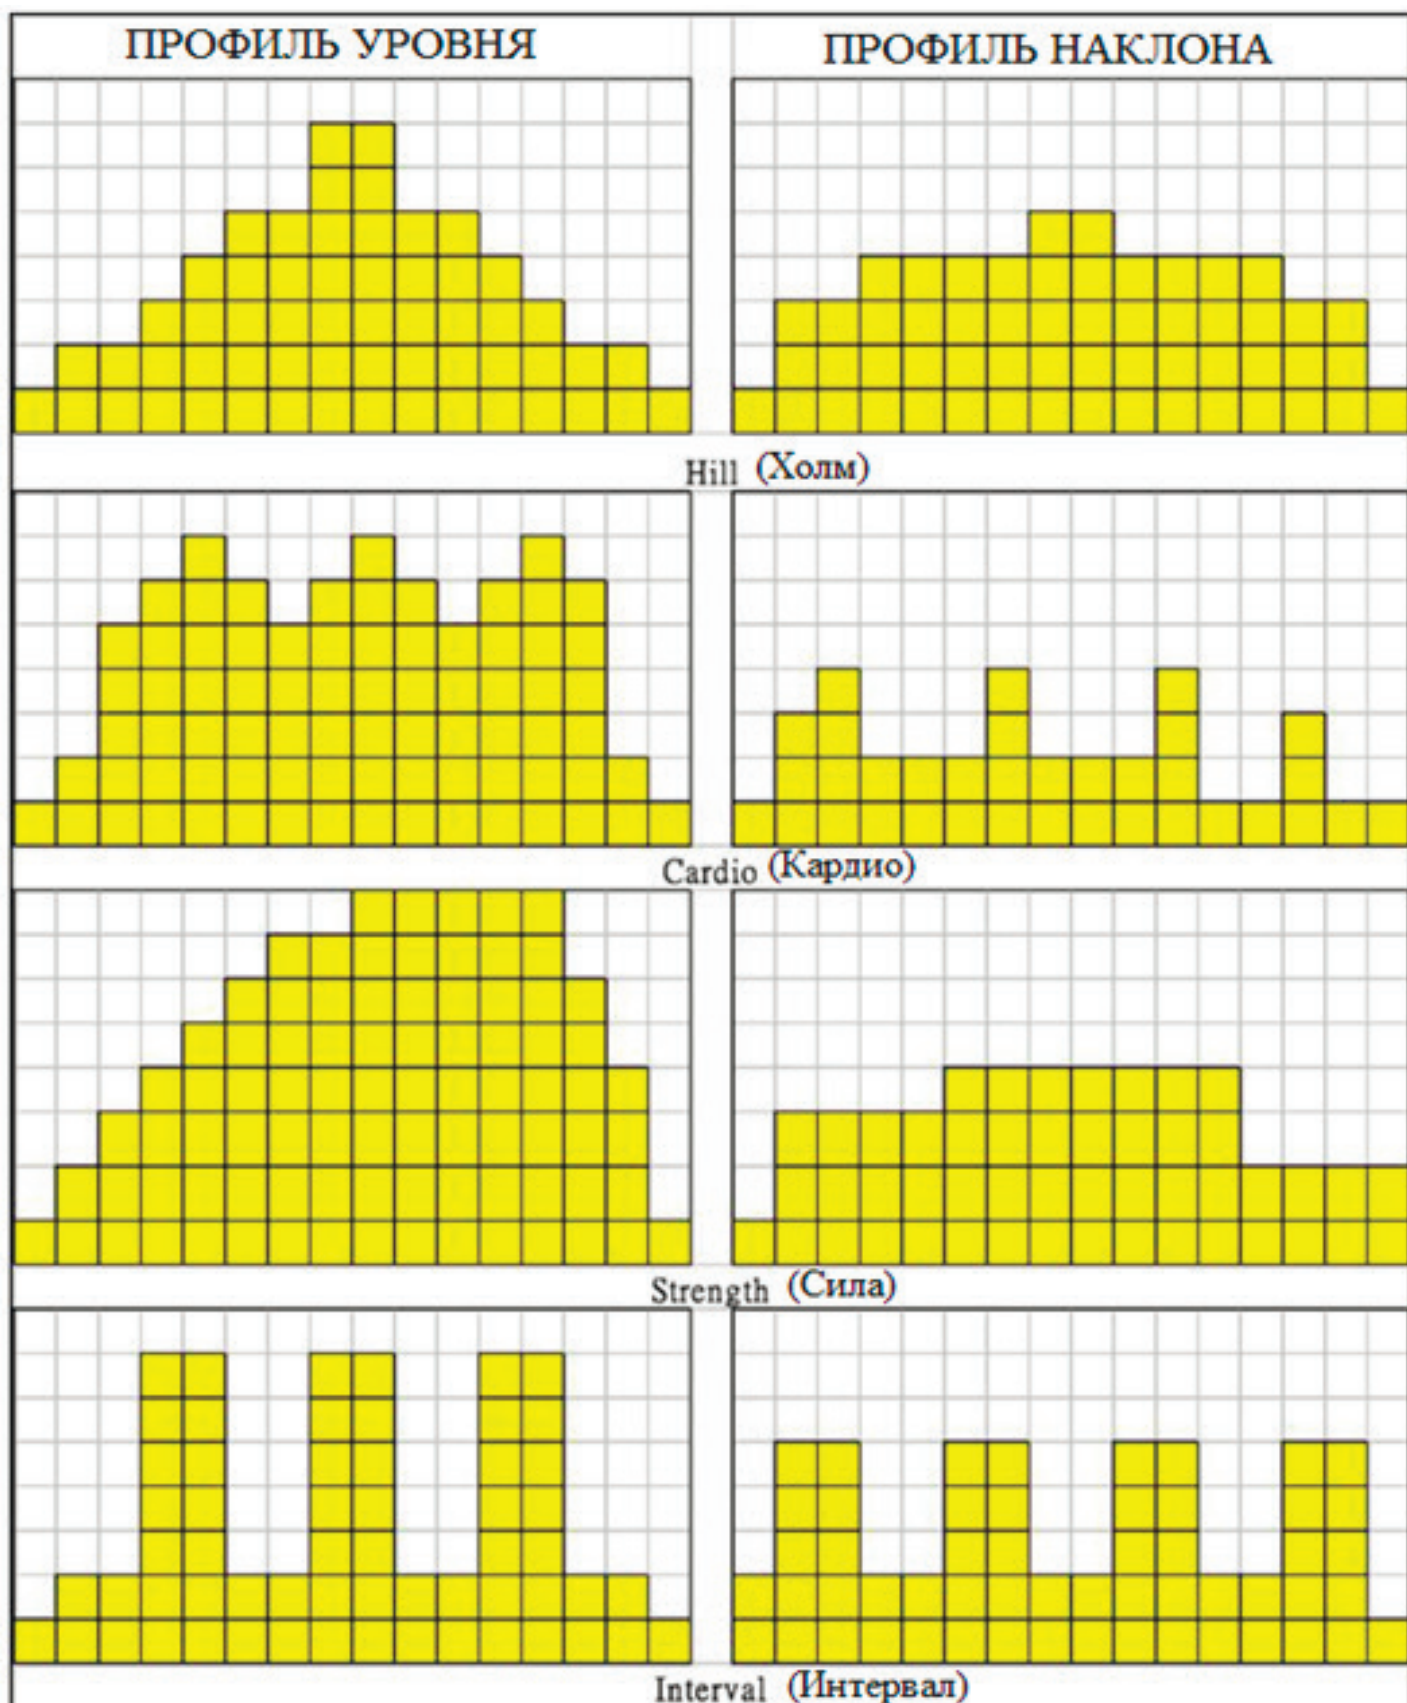 ПРОФИЛЬ УРОВНЯ
ПРОФИЛЬ НАКЛОНА
Hill (Холм)
Cardio (Кардио)
Strength (Сила)
Interval (Интервал)